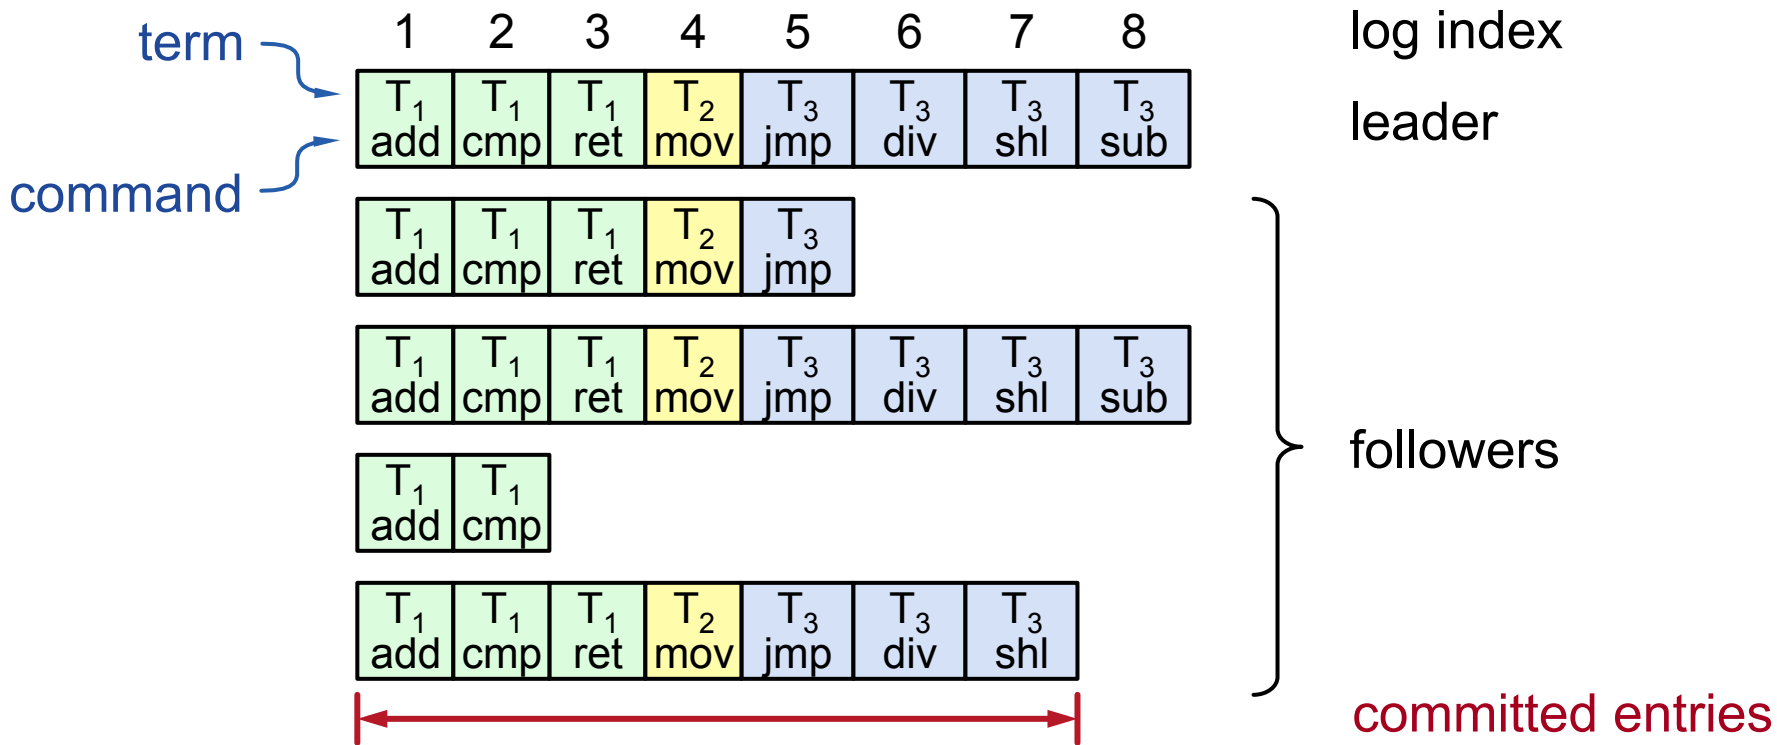 1 2 3 4 5 6 7 8 log index
term
T₁ T₁ T₁ T₂ T₃ T₃ T₃ T₃
add cmp ret mov jmp div shl sub
leader
command
T₁ T₁ T₁ T₂ T₃
add cmp ret mov jmp
T₁ T₁ T₁ T₂ T₃ T₃ T₃ T₃
add cmp ret mov jmp div shl sub
followers
T₁ T₁
add cmp
T₁ T₁ T₁ T₂ T₃ T₃ T₃
add cmp ret mov jmp div shl
committed entries